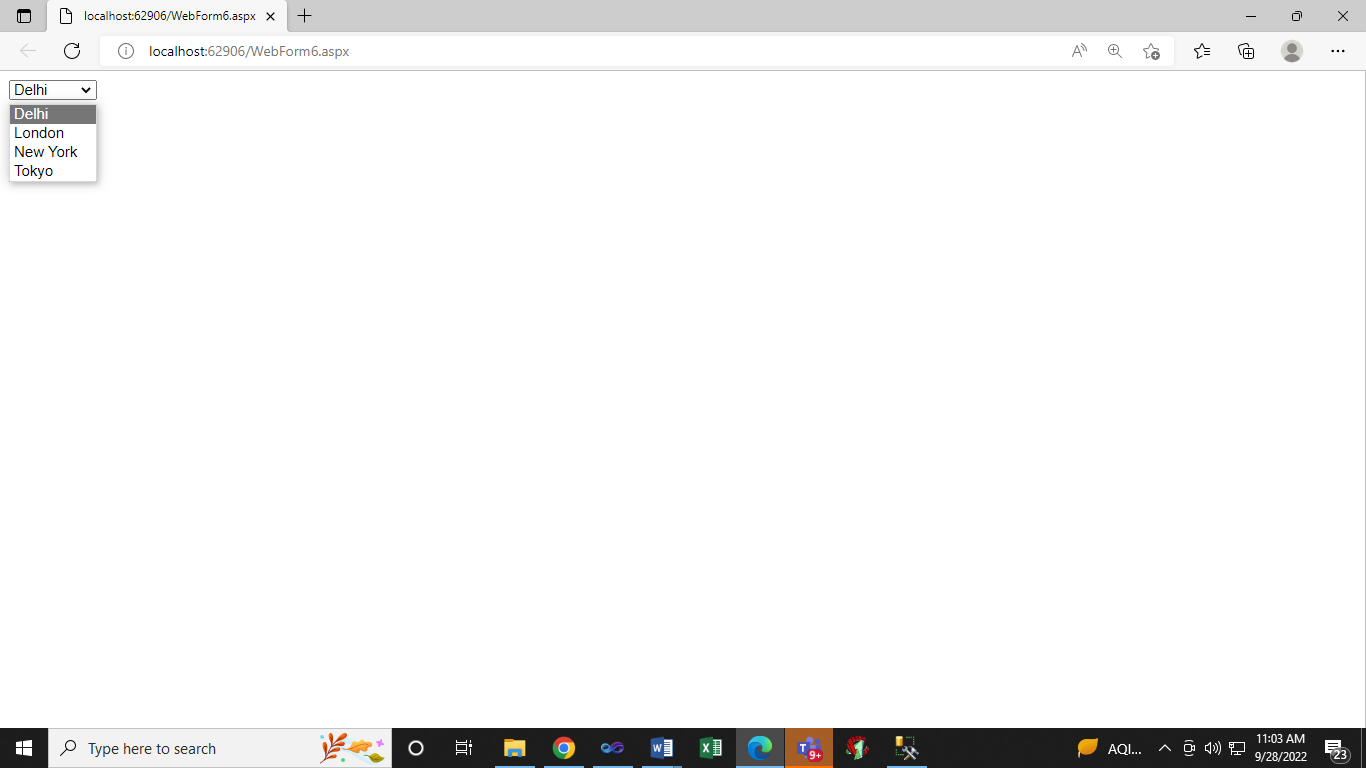 localhost:62906/WebForm6.aspx
localhost:62906/WebForm6.aspx
Delhi
Delhi
London
New York
Tokyo
Type here to search
9+
AQI...
11:03 AM
9/28/2022
23